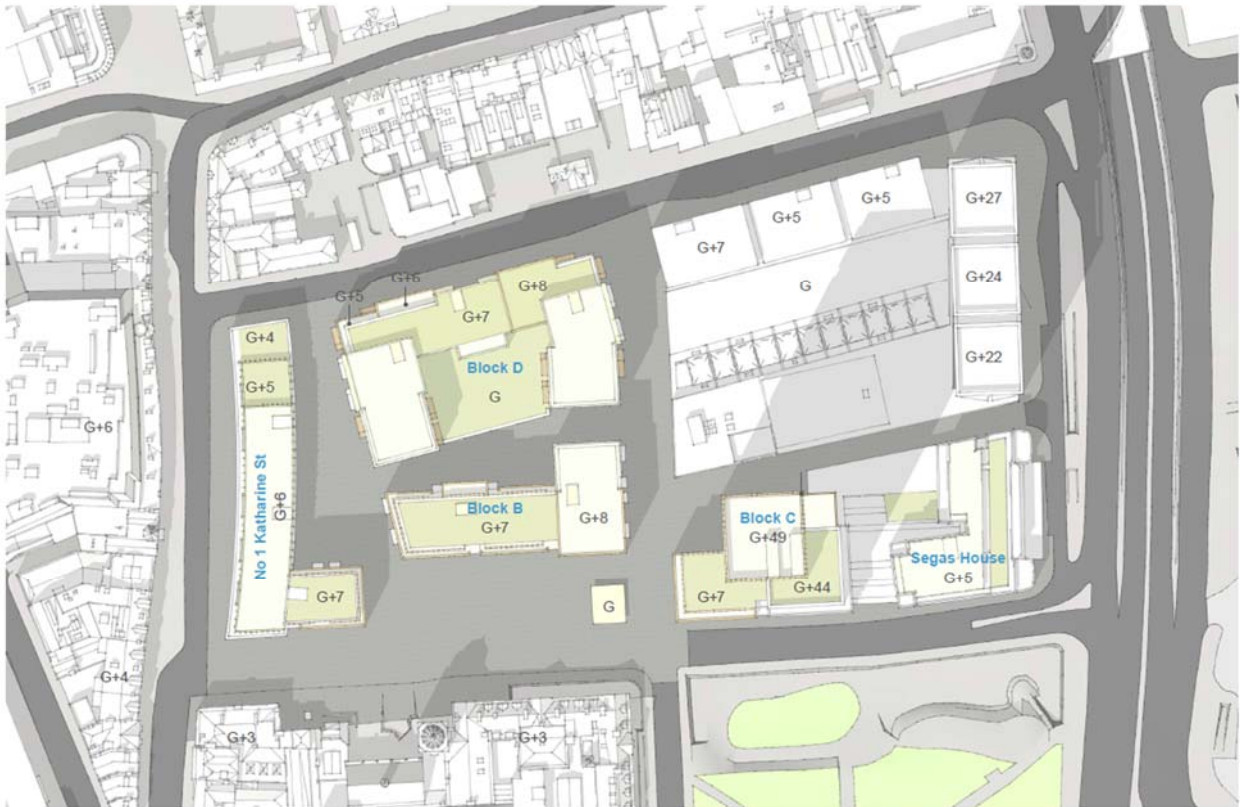 G+27
G+5
G+5
G+7
G+24
G
G+22
G+6
G+5
G+8
G+7
Block D
G
G+4
G+5
G+6
No 1 Katharine St
G+6
Block B
G+7
G+8
Block C
G+49
Segas House
G+5
G+7
G+44
G+7
G
G+4
G+3
G+3